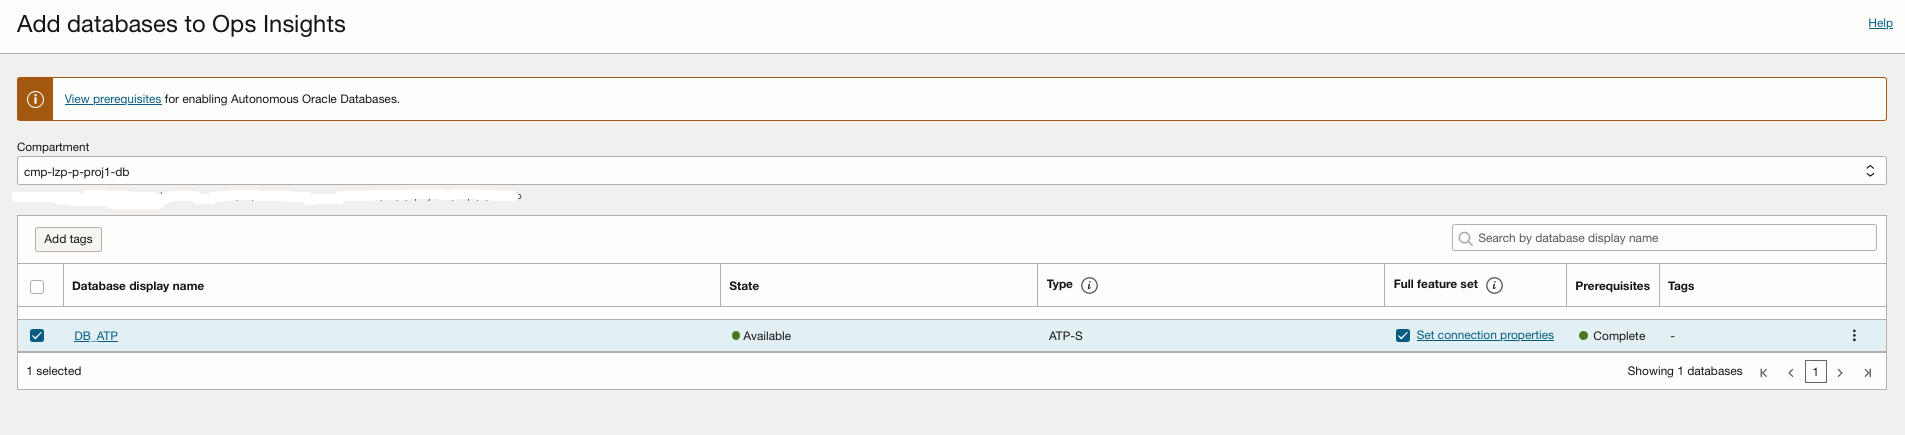 Add databases to Ops Insights
Help
View prerequisites for enabling Autonomous Oracle Databases.
Compartment
cmp-lzp-p-proj1-db
Add tags
Search by database display name
Database display name State Type Full feature set Prerequisites Tags
DB_ATP Available ATP-S Set connection properties Complete -
1 selected
Showing 1 databases 1